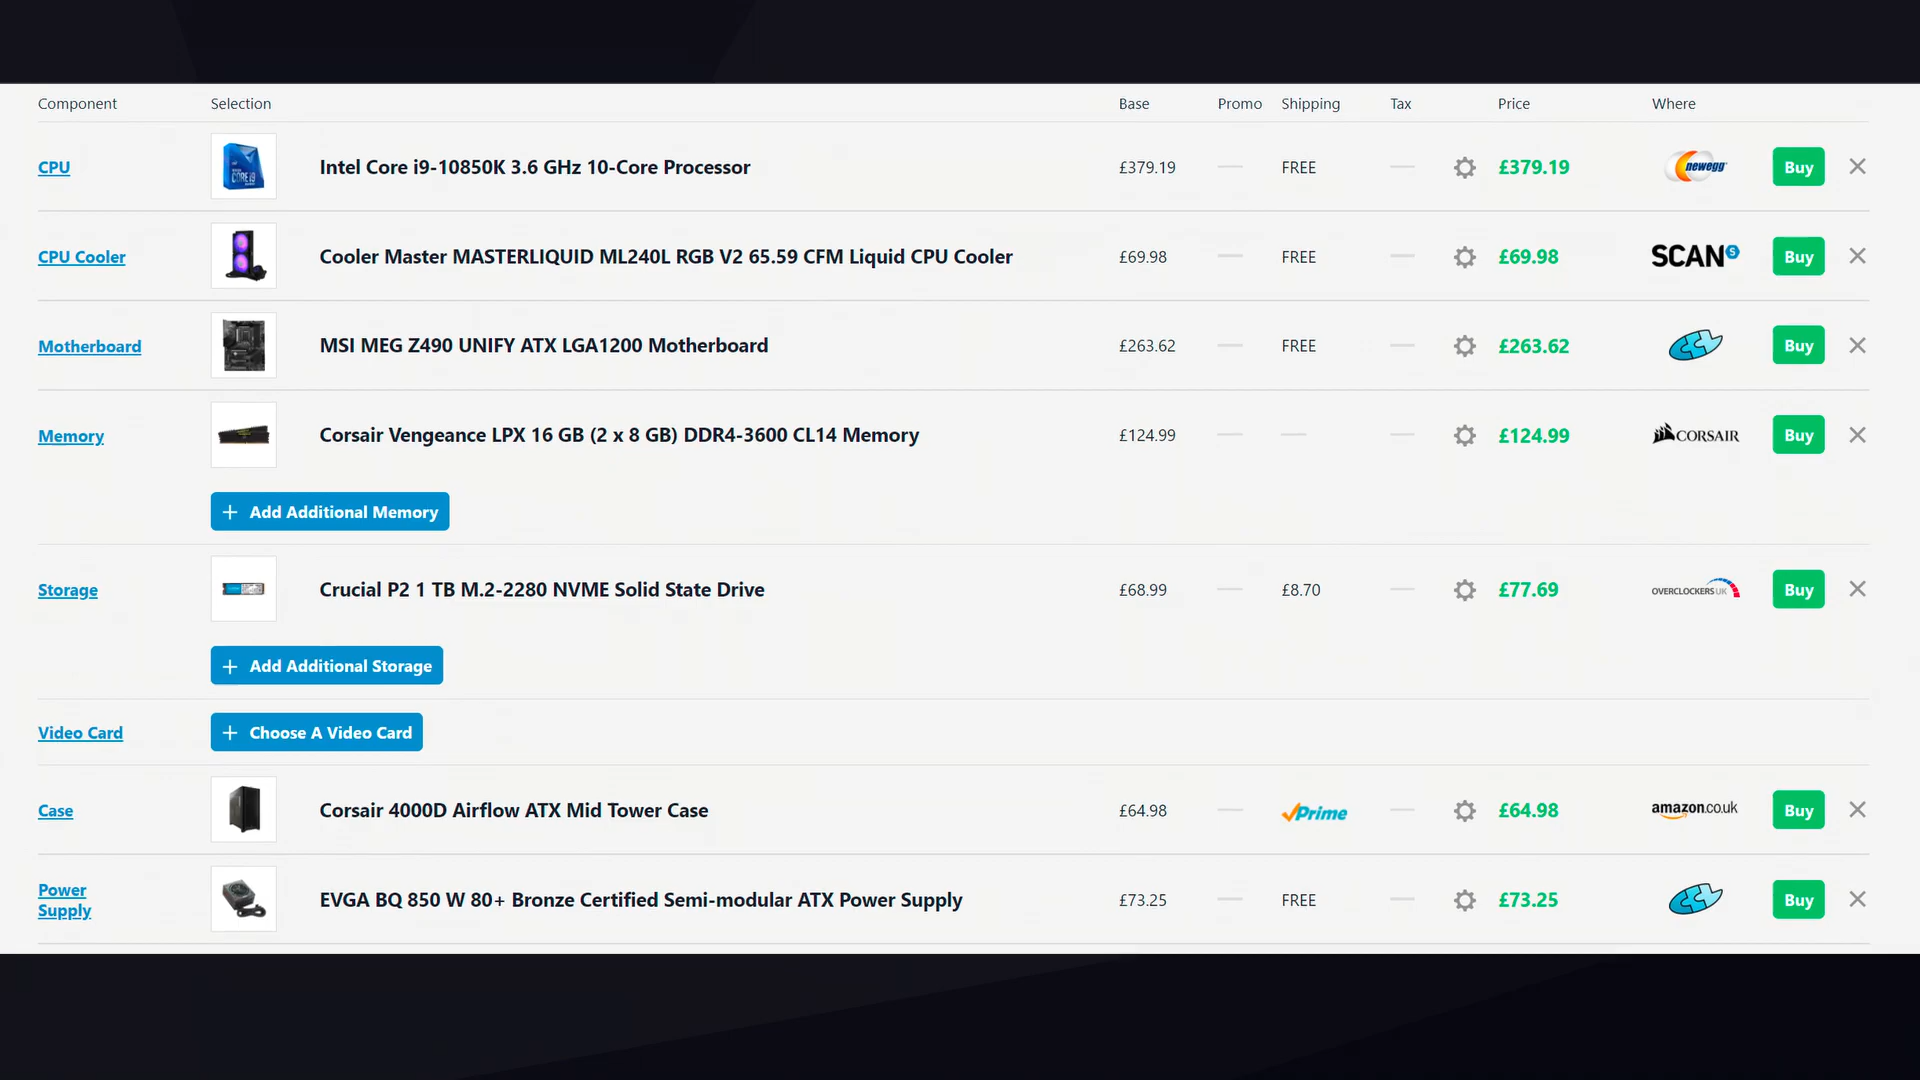 Component Selection Base Promo Shipping Tax Price Where
CPU Intel Core i9-10850K 3.6 GHz 10-Core Processor £379.19 FREE £379.19 newegg Buy
CPU Cooler Cooler Master MASTERLIQUID ML240L RGB V2 65.59 CFM Liquid CPU Cooler £69.98 FREE £69.98 SCAN S Buy
Motherboard MSI MEG Z490 UNIFY ATX LGA1200 Motherboard £263.62 FREE £263.62 Buy
Memory Corsair Vengeance LPX 16 GB (2 x 8 GB) DDR4-3600 CL14 Memory £124.99 £124.99 CORSAIR Buy
+ Add Additional Memory
Storage Crucial P2 1 TB M.2-2280 NVME Solid State Drive £68.99 £8.70 £77.69 OVERCLOCKERS UK Buy
+ Add Additional Storage
Video Card + Choose A Video Card
Case Corsair 4000D Airflow ATX Mid Tower Case £64.98 Prime £64.98 amazon.co.uk Buy
Power
Supply EVGA BQ 850 W 80+ Bronze Certified Semi-modular ATX Power Supply £73.25 FREE £73.25 Buy